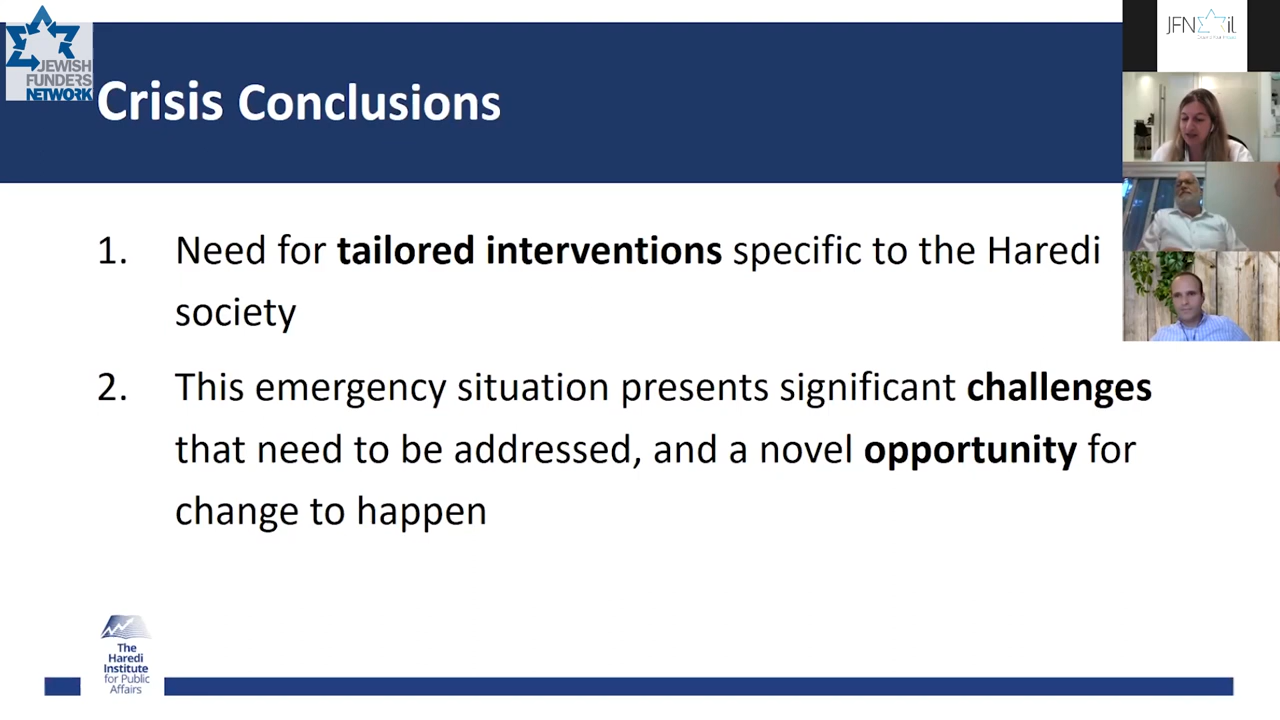 JEWISH
FUNDERS
NETWORK
JFN il
Crisis Conclusions
1. Need for tailored interventions specific to the Haredi
society
2. This emergency situation presents significant challenges
that need to be addressed, and a novel opportunity for
change to happen
The
Haredi
Institute
for Public
Affairs